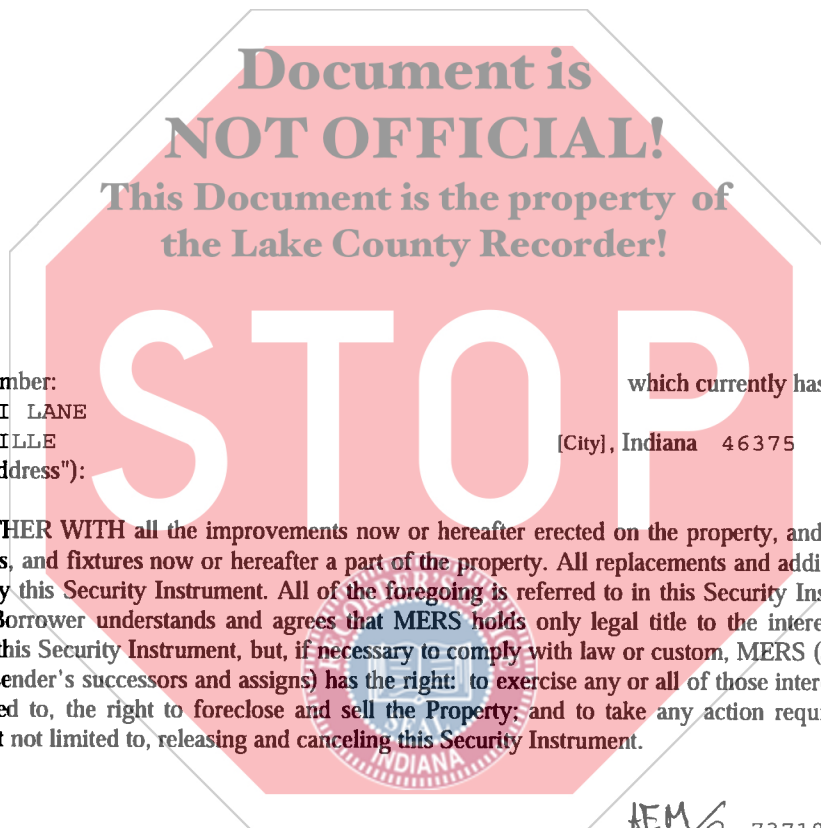 Document is
NOT OFFICIAL!
This Document is the property of
the Lake County Recorder!
STOP
mber: which currently has
I LANE
ILLE [City], Indiana 46375
ddress"):
HER WITH all the improvements now or hereafter erected on the property, and
s, and fixtures now or hereafter a part of the property. All replacements and addi
y this Security Instrument. All of the foregoing is referred to in this Security Ins
Borrower understands and agrees that MERS holds only legal title to the intere
this Security Instrument, but, if necessary to comply with law or custom, MERS (
ender's successors and assigns) has the right: to exercise any or all of those inter
ed to, the right to foreclose and sell the Property; and to take any action requi
t not limited to, releasing and canceling this Security Instrument.
INDIANA